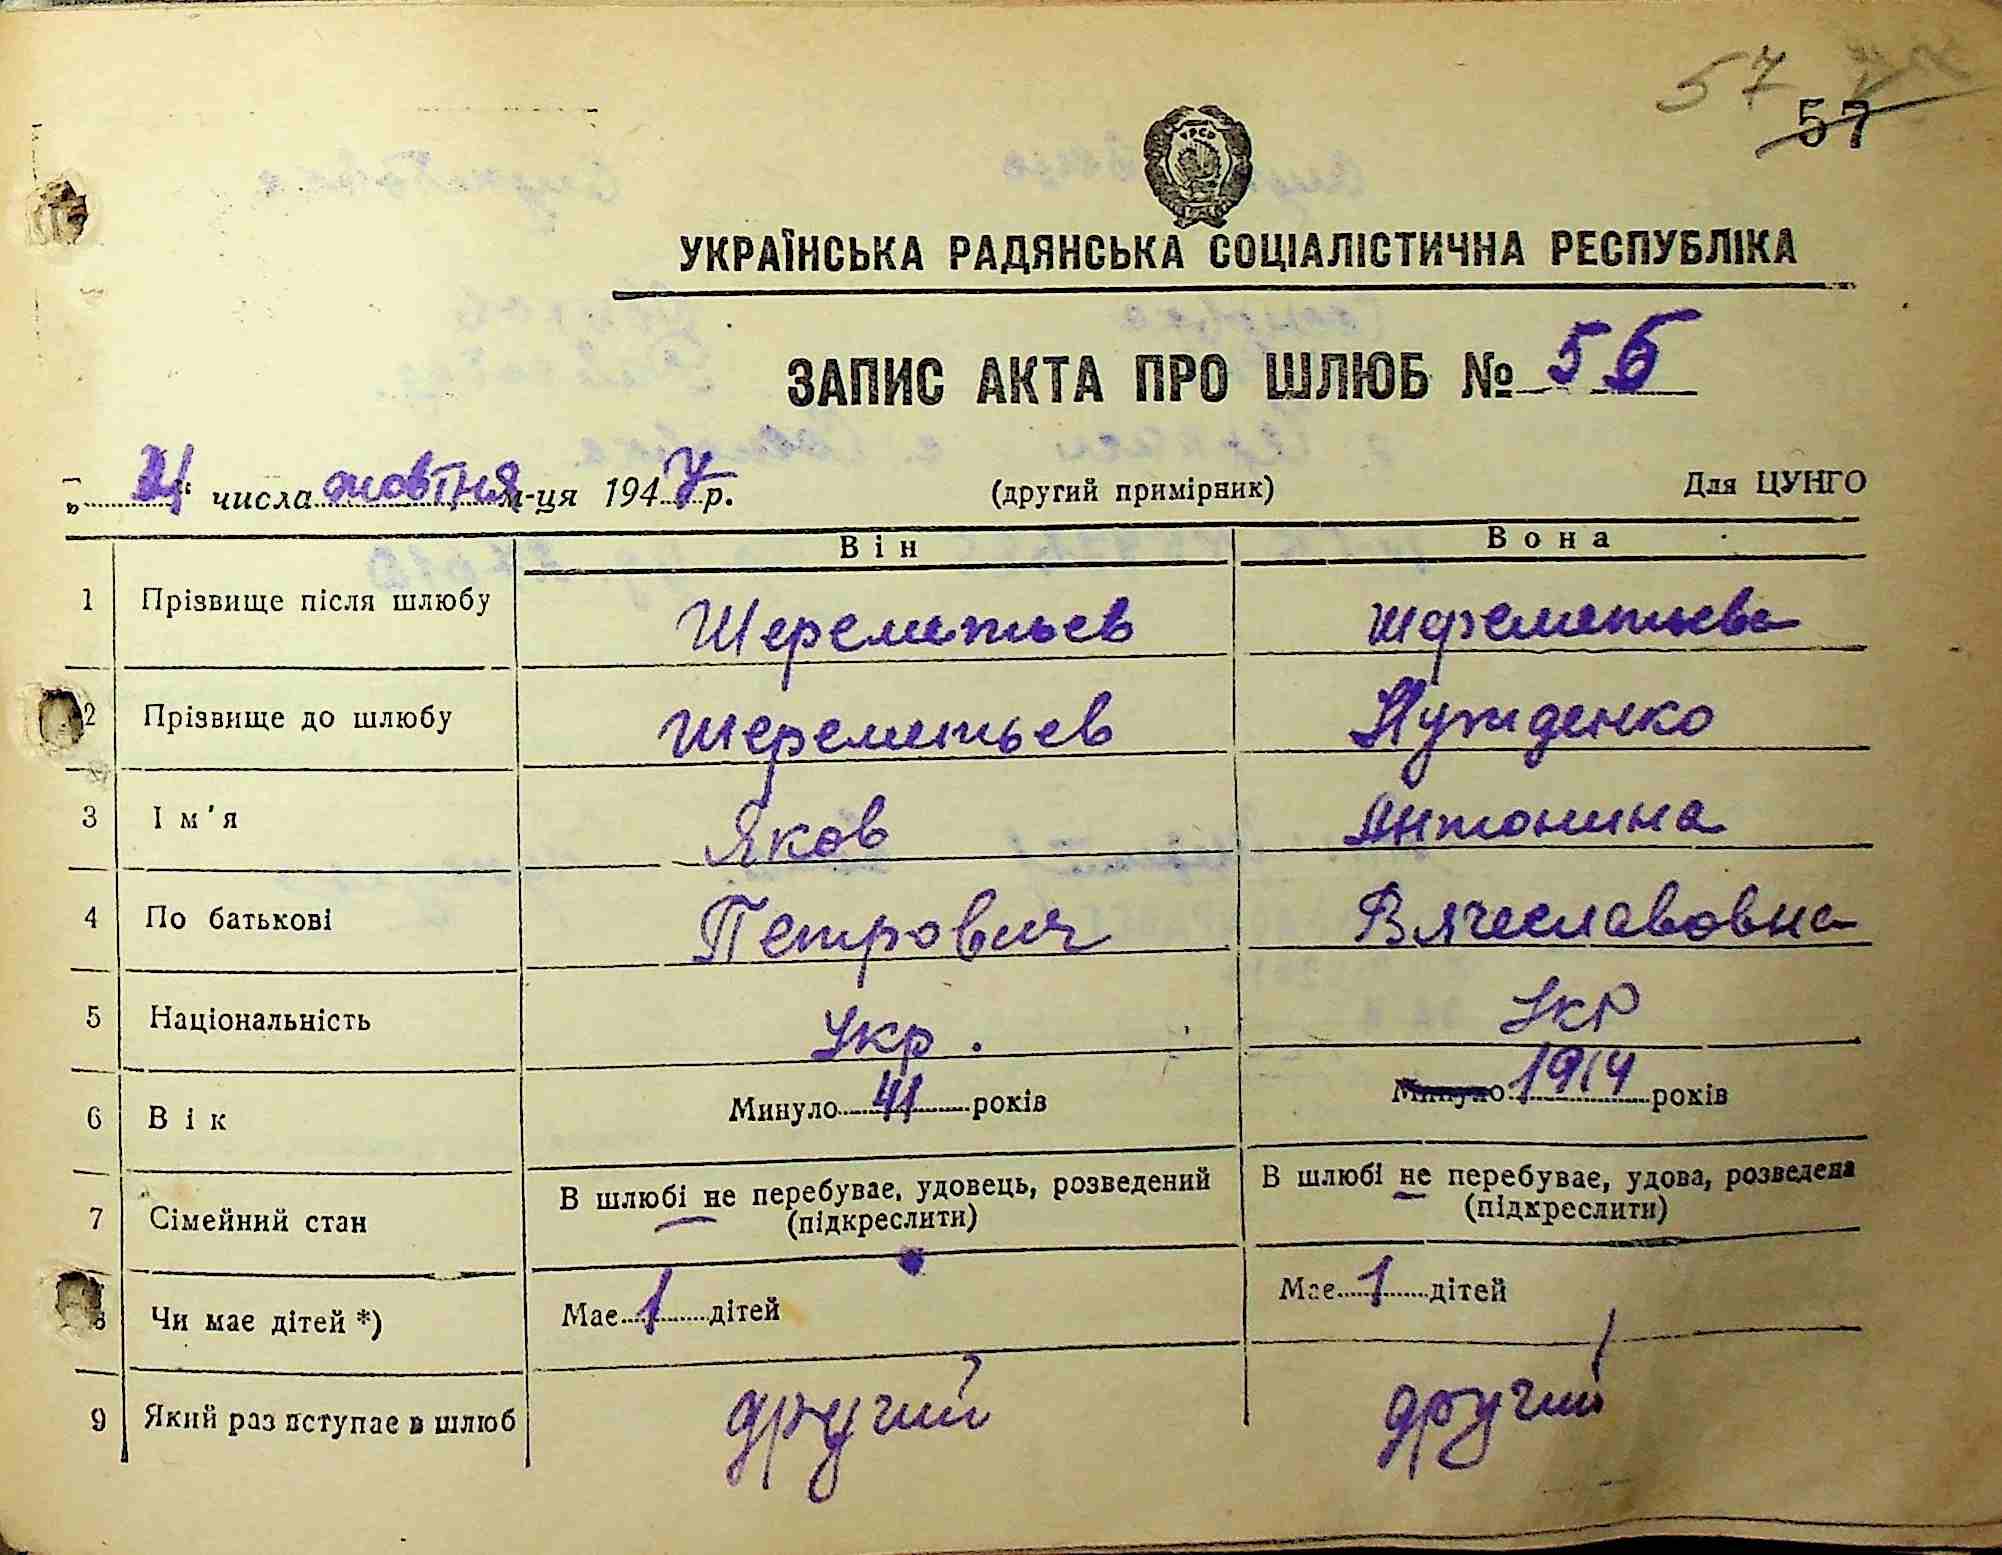 57
57
УРСР
УКРАЇНСЬКА РАДЯНСЬКА СОЦІАЛІСТИЧНА РЕСПУБЛІКА
ЗАПИС АКТА ПРО ШЛЮБ № 56
„ “ числа жовтня м-ця 1947 р. (другий примірник) Для ЦУНГО
Він Вона
1 Прізвище після шлюбу Шереметьев Шереметьева
2 Прізвище до шлюбу Шереметьев Нужденко
3 Ім'я Яков Антонина
4 По батькові Петрович Вячеславовна
5 Національність Укр. Укр
6 Вік Минуло 41 років Минуло 1914 років
7 Сімейний стан В шлюбі не перебуває, удовець, розведений (підкреслити) В шлюбі не перебуває, удова, розведена (підкреслити)
8 Чи має дітей *) Має 1 дітей Має 1 дітей
9 Який раз вступає в шлюб другий другий